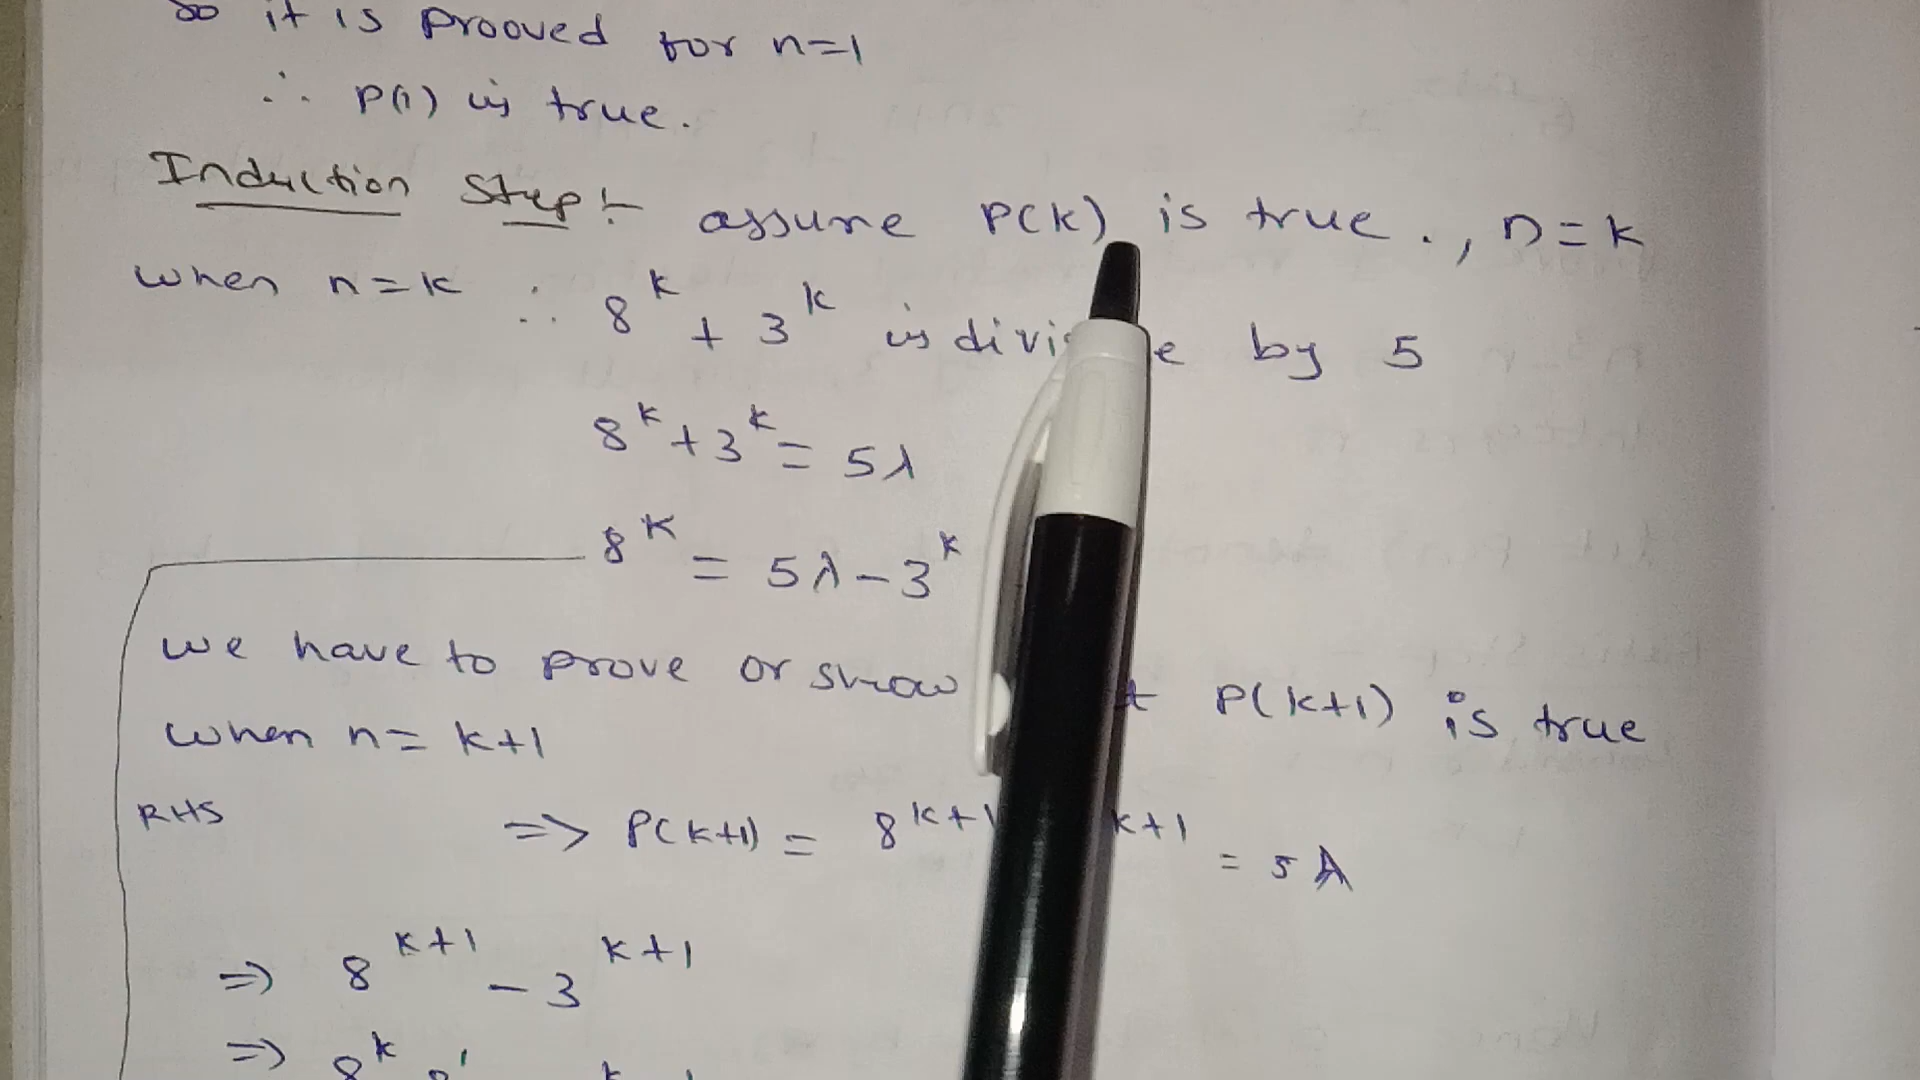 So it is prooved for n=1
∴ P(1) is true.
Induction Step:- assume P(k) is true., n=k
when n=k ∴ 8^k + 3^k is divi e by 5
8^k + 3^k = 5λ
8^k = 5λ - 3^k
we have to prove or show P(k+1) is true
when n= k+1
RHS => P(k+1) = 8^k+1 k+1 = 5λ
=> 8^k+1 - 3^k+1
=> 8^k